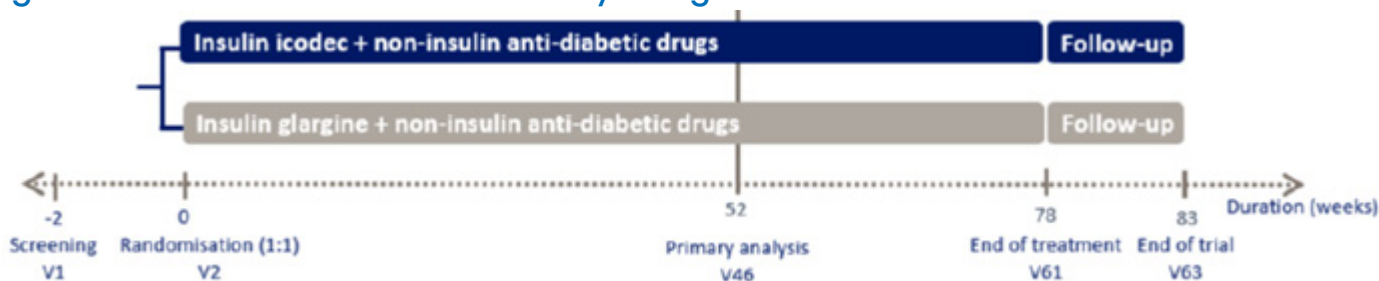 Insulin icodec + non-insulin anti-diabetic drugs
Follow-up
Insulin glargine + non-insulin anti-diabetic drugs
Follow-up
-2
0
52
78
83
Duration (weeks)
Screening
V1
Randomisation (1:1)
V2
Primary analysis
V46
End of treatment
V61
End of trial
V63